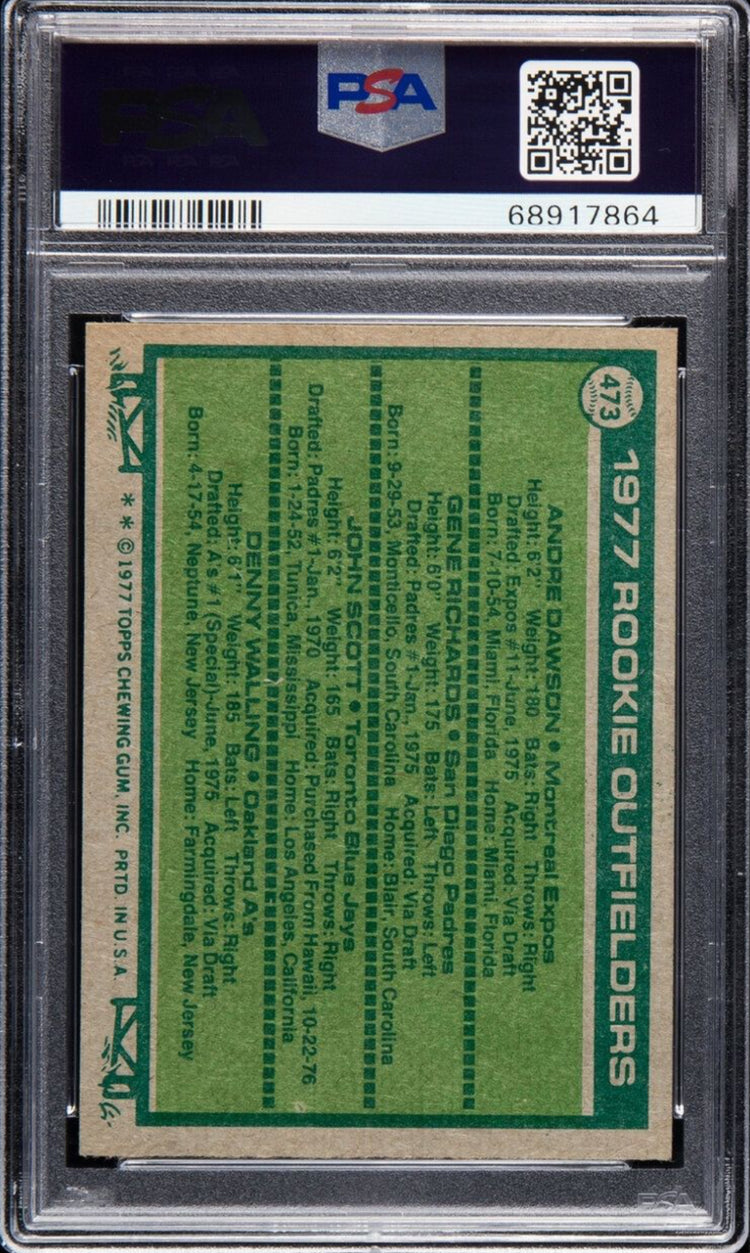 PSA
PSA
68917864
473
1977 ROOKIE OUTFIELDERS
ANDRE DAWSON • Montreal Expos
Height: 6'2" Weight: 180 Bats: Right Throws: Right
Drafted: Expos #11-June, 1975 Acquired: Via Draft
Born: 7-10-54, Miami, Florida Home: Miami, Florida
GENE RICHARDS • San Diego Padres
Height: 6'0" Weight: 175 Bats: Left Throws: Left
Drafted: Padres #1-Jan., 1975 Acquired: Via Draft
Born: 9-29-53, Monticello, South Carolina Home: Blair, South Carolina
JOHN SCOTT • Toronto Blue Jays
Height: 6'2" Weight: 165 Bats: Right Throws: Right
Drafted: Padres #1-Jan., 1970 Acquired: Purchased From Hawaii, 10-22-76
Born: 1-24-52, Tunica, Mississippi Home: Los Angeles, California
DENNY WALLING • Oakland A's
Height: 6'1" Weight: 185 Bats: Left Throws: Right
Drafted: A's #1 (Special)-June, 1975 Acquired: Via Draft
Born: 4-17-54, Neptune, New Jersey Home: Farmingdale, New Jersey
* * © 1977 TOPPS CHEWING GUM, INC. PRTD. IN U.S.A.
PSA